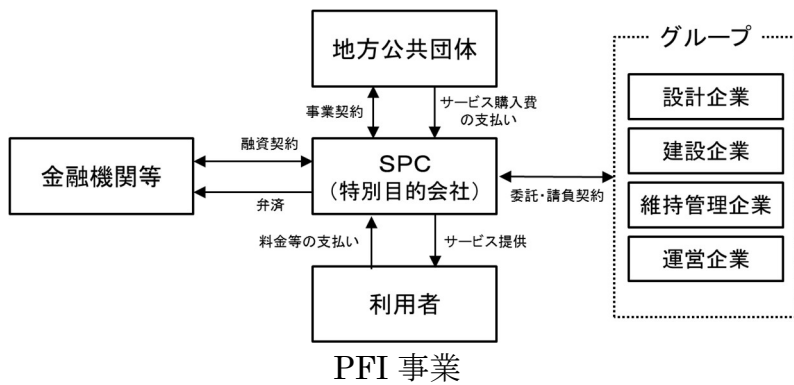 地方公共団体
グループ
事業契約
サービス購入費
の支払い
設計企業
建設企業
維持管理企業
運営企業
金融機関等
融資契約
弁済
SPC
(特別目的会社)
委託・請負契約
料金等の支払い
サービス提供
利用者
PFI 事業